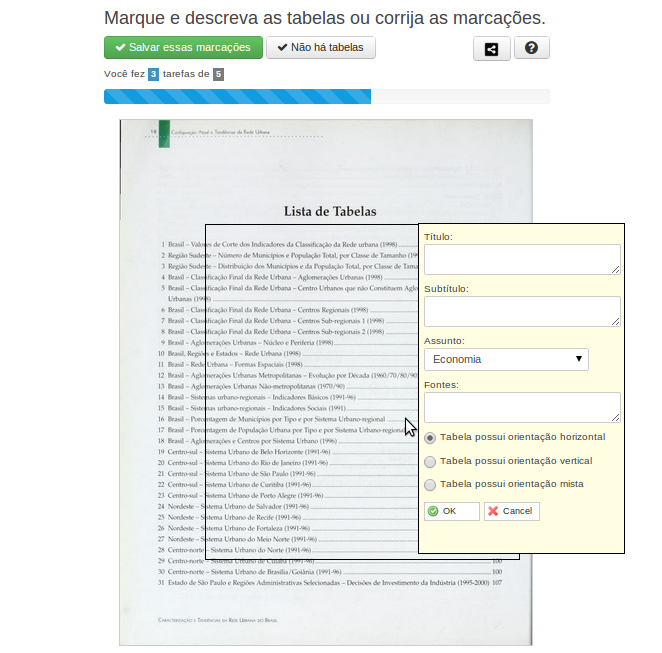 Marque e descreva as tabelas ou corrija as marcações.
Salvar essas marcações
Não há tabelas
Você fez 3 tarefas de 5
18 Configuração Atual e Tendências da Rede Urbana
Lista de Tabelas
1 Brasil – Valores de Corte dos Indicadores da Classificação da Rede urbana (1998)
2 Região Sudeste – Número de Municípios e População Total, por Classe de Tamanho
3 Região Sudeste – Distribuição dos Municípios e da População Total, por Classe de Tama
4 Brasil – Classificação Final da Rede Urbana – Aglomerações Urbanas (1998)
5 Brasil – Classificação Final da Rede Urbana – Centro Urbanos que não Constituem Aglo
Urbanas (1998)
6 Brasil – Classificação Final da Rede Urbana – Centros Regionais (1998)
7 Brasil – Classificação Final da Rede Urbana – Centros Sub-regionais 1 (1998)
8 Brasil – Classificação Final da Rede Urbana – Centros Sub-regionais 2 (1998)
9 Brasil – Aglomerações Urbanas – Núcleo e Periferia (1998)
10 Brasil, Regiões e Estados – Rede Urbana (1998)
11 Brasil – Rede Urbana – Formas Espaciais (1998)
12 Brasil – Aglomerações Urbanas Metropolitanas – Evolução por Década (1960/70/80/90
13 Brasil – Aglomerações Urbanas Não-metropolitanas (1970/90)
14 Brasil – Sistemas urbano-regionais – Indicadores Básicos (1991-96)
15 Brasil – Sistemas urbano-regionais – Indicadores Sociais (1991)
16 Brasil – Porcentagem de Municípios por Tipo e por Sistema Urbano-regional
17 Brasil – Porcentagem de População Urbana por Tipo e por Sistema Urbano-regional
18 Brasil – Aglomerações e Centros por Sistema Urbano (1996)
19 Centro-sul – Sistema Urbano de Belo Horizonte (1991-96)
20 Centro-sul – Sistema Urbano do Rio de Janeiro (1991-96)
21 Centro-sul – Sistema Urbano de São Paulo (1991-96)
22 Centro-sul – Sistema Urbano de Curitiba (1991-96)
23 Centro-sul – Sistema Urbano de Porto Alegre (1991-96)
24 Nordeste – Sistema Urbano de Salvador (1991-96)
25 Nordeste – Sistema Urbano de Recife (1991-96)
26 Nordeste – Sistema Urbano de Fortaleza (1991-96)
27 Nordeste – Sistema Urbano do Meio Norte (1991-96)
28 Centro-norte – Sistema Urbano do Norte (1991-96)
29 Centro-norte – Sistema Urbano de Cuiabá (1991-96) 100
30 Centro-norte – Sistema Urbano de Brasília/Goiânia (1991-96) 100
31 Estado de São Paulo e Regiões Administrativas Selecionadas – Decisões de Investimento da Indústria (1995-2000) 107
Caracterização e Tendências da Rede Urbana do Brasil
Título:
Subtítulo:
Assunto:
Economia
Fontes:
Tabela possui orientação horizontal
Tabela possui orientação vertical
Tabela possui orientação mista
OK
Cancel